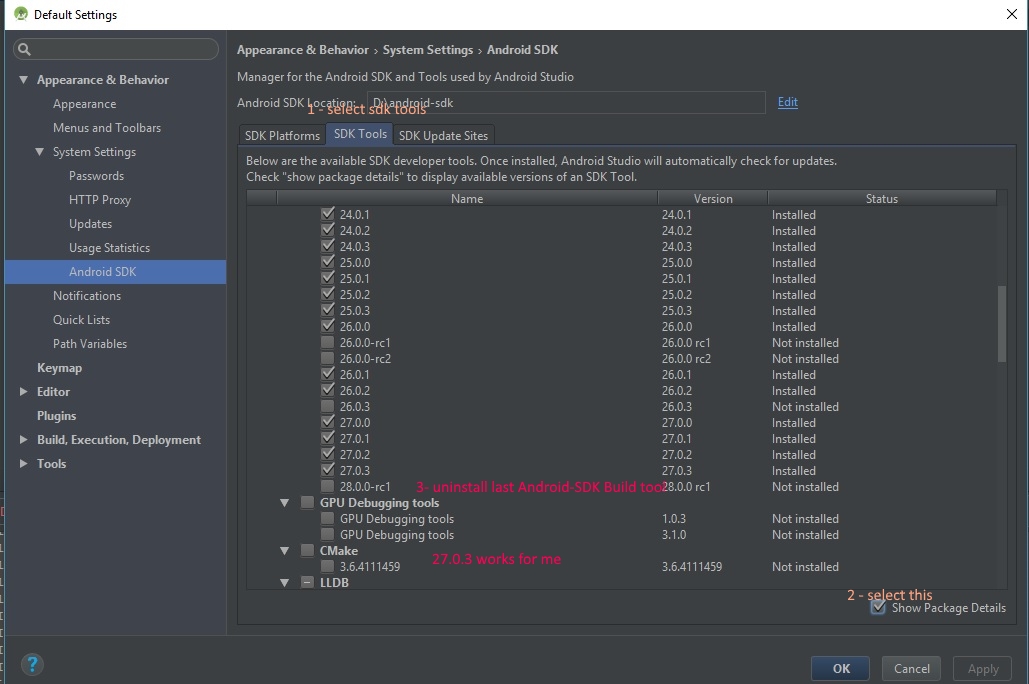 Default Settings
Appearance & Behavior › System Settings › Android SDK
Manager for the Android SDK and Tools used by Android Studio
Android SDK Location: D:\android-sdk Edit
1 - select sdk tools
SDK Platforms SDK Tools SDK Update Sites
Below are the available SDK developer tools. Once installed, Android Studio will automatically check for updates.
Check "show package details" to display available versions of an SDK Tool.
Name Version Status
24.0.1 24.0.1 Installed
24.0.2 24.0.2 Installed
24.0.3 24.0.3 Installed
25.0.0 25.0.0 Installed
25.0.1 25.0.1 Installed
25.0.2 25.0.2 Installed
25.0.3 25.0.3 Installed
26.0.0 26.0.0 Installed
26.0.0-rc1 26.0.0 rc1 Not installed
26.0.0-rc2 26.0.0 rc2 Not installed
26.0.1 26.0.1 Installed
26.0.2 26.0.2 Installed
26.0.3 26.0.3 Not installed
27.0.0 27.0.0 Installed
27.0.1 27.0.1 Installed
27.0.2 27.0.2 Installed
27.0.3 27.0.3 Installed
28.0.0-rc1 28.0.0 rc1 Not installed
3- uninstall last Android-SDK Build tool
GPU Debugging tools
GPU Debugging tools 1.0.3 Not installed
GPU Debugging tools 3.1.0 Not installed
CMake
27.0.3 works for me
3.6.4111459 3.6.4111459 Not installed
LLDB
2 - select this
Show Package Details
Appearance & Behavior
Appearance
Menus and Toolbars
System Settings
Passwords
HTTP Proxy
Updates
Usage Statistics
Android SDK
Notifications
Quick Lists
Path Variables
Keymap
Editor
Plugins
Build, Execution, Deployment
Tools
?
OK Cancel Apply